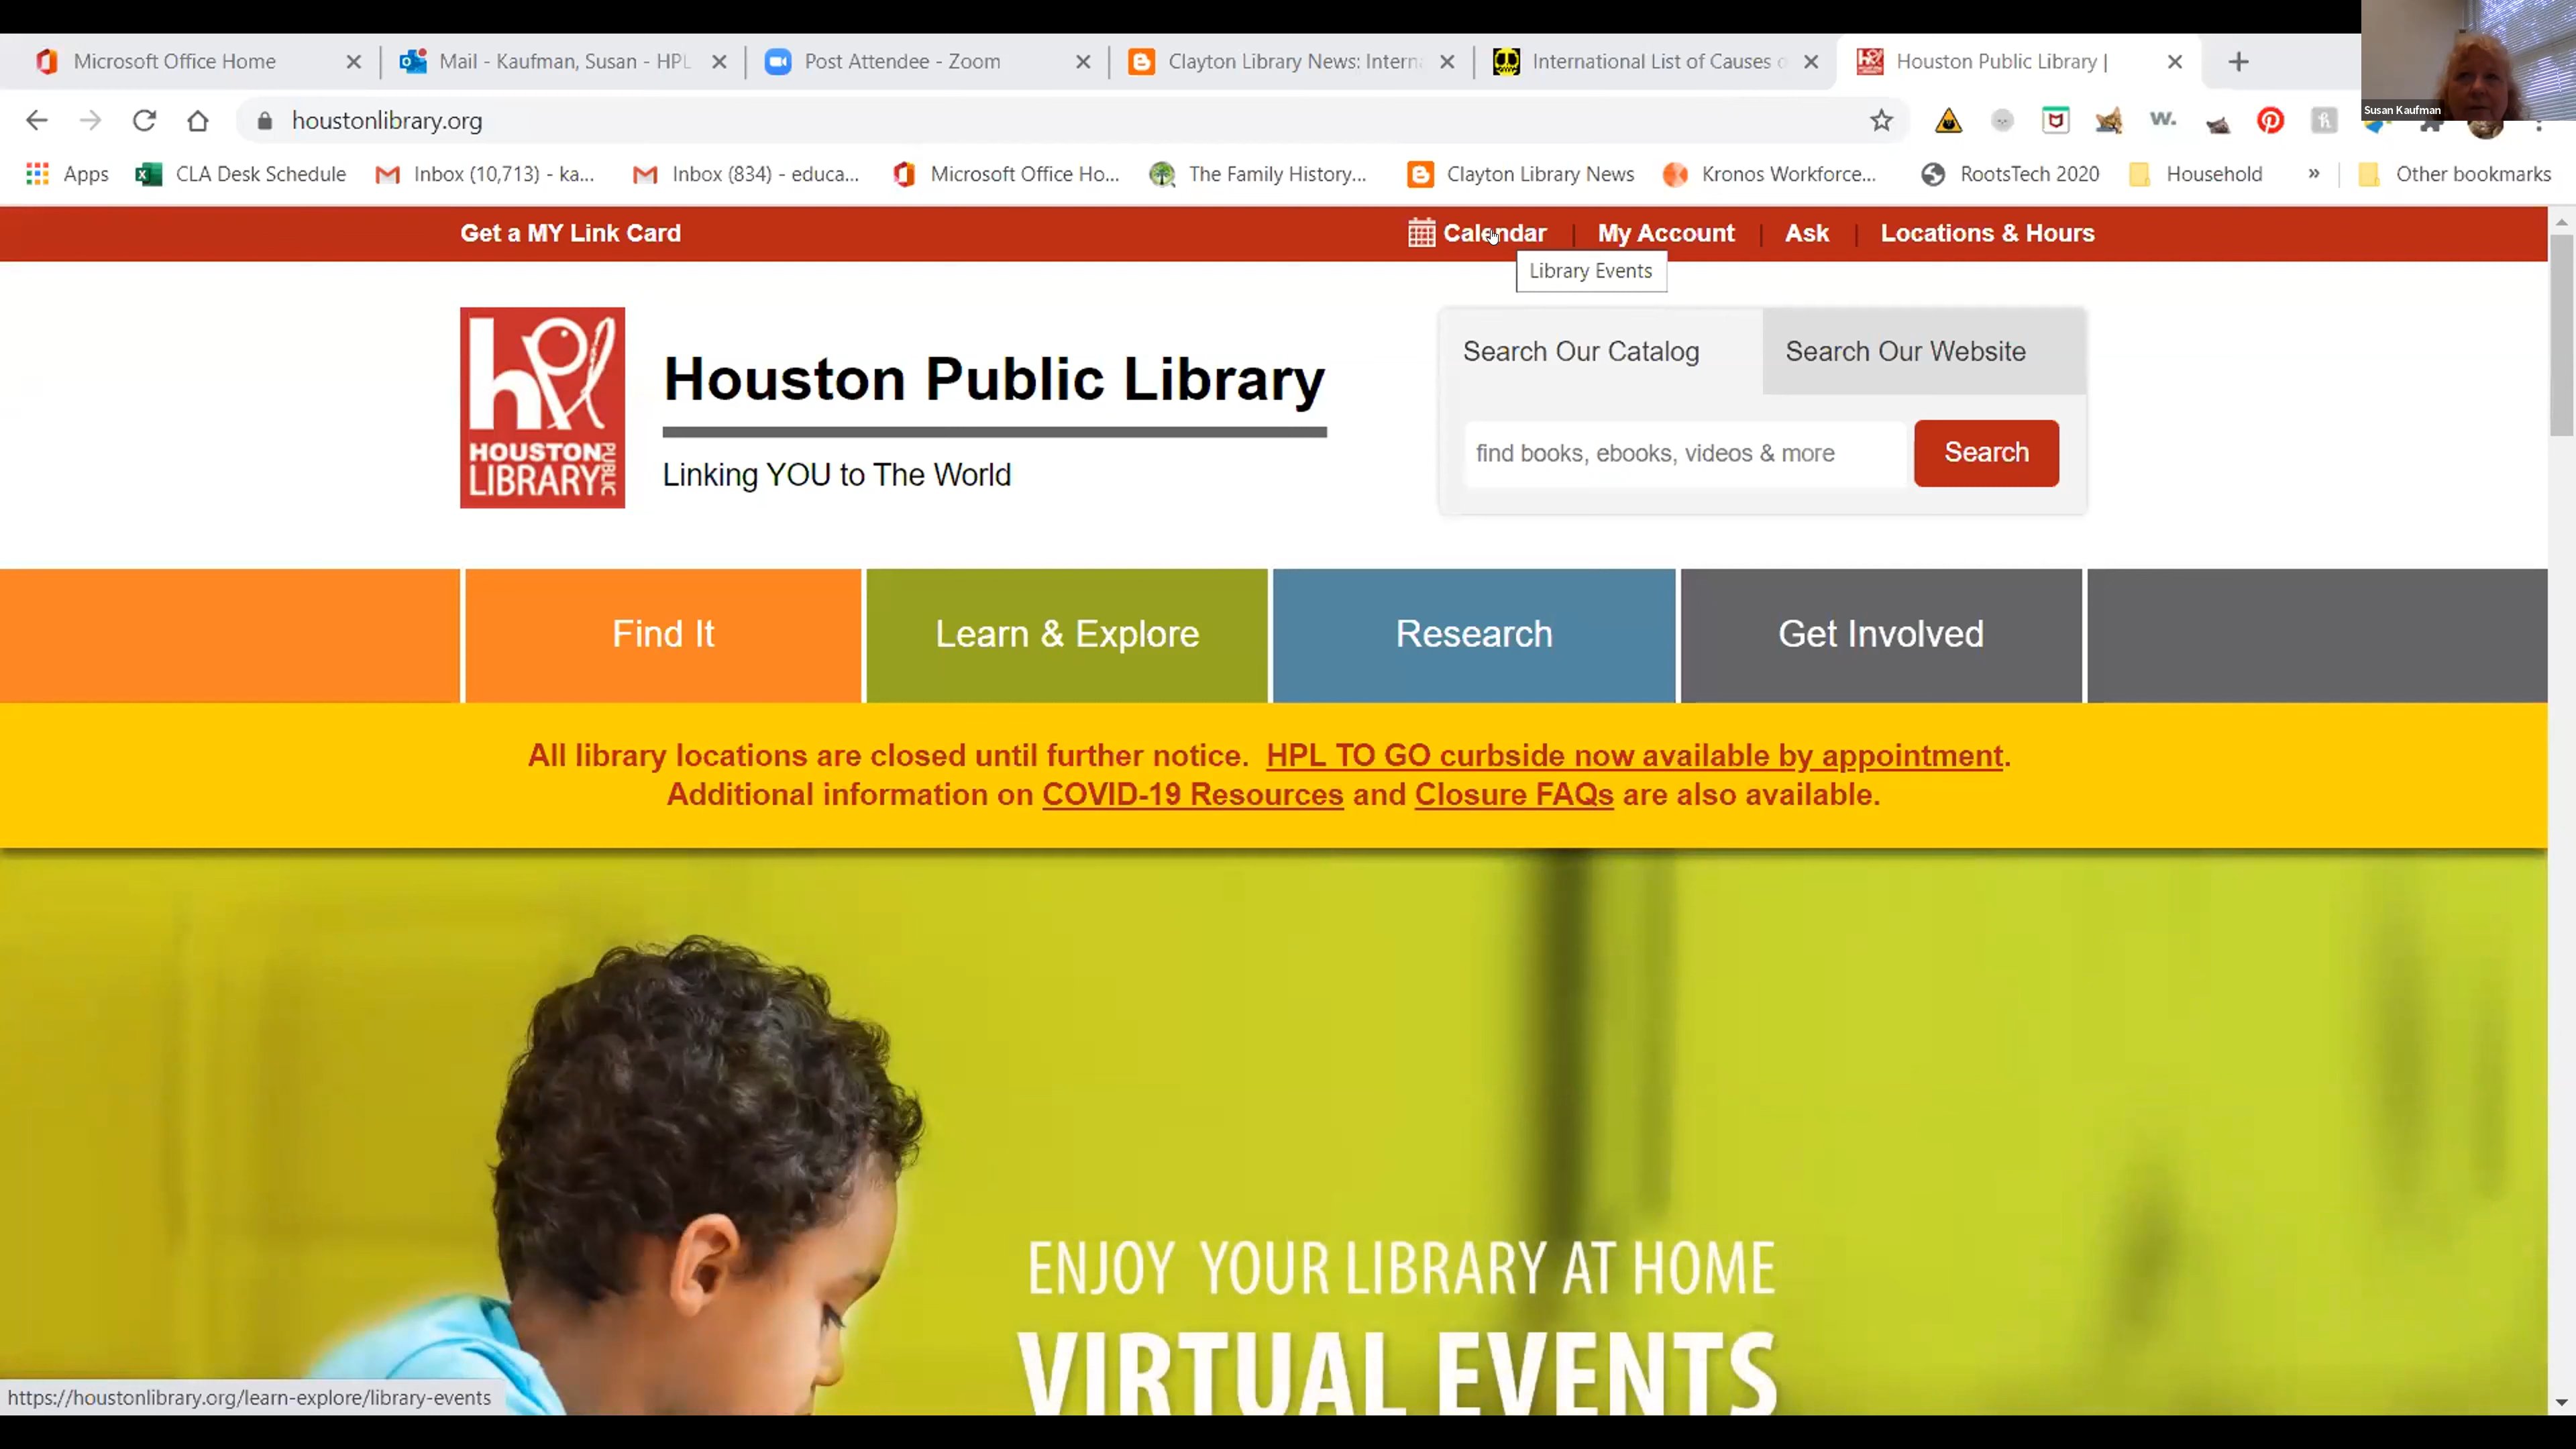 Microsoft Office Home
Mail - Kaufman, Susan - HPL
Post Attendee - Zoom
Clayton Library News: Interna
International List of Causes o
Houston Public Library |
Susan Kaufman
houstonlibrary.org
Apps
CLA Desk Schedule
Inbox (10,713) - ka...
Inbox (834) - educa...
Microsoft Office Ho...
The Family History...
Clayton Library News
Kronos Workforce...
RootsTech 2020
Household
»
Other bookmarks
Get a MY Link Card
Calendar
My Account
Ask
Locations & Hours
Library Events
hpl
HOUSTON
PUBLIC
LIBRARY
Houston Public Library
Linking YOU to The World
Search Our Catalog
Search Our Website
find books, ebooks, videos & more
Search
Find It
Learn & Explore
Research
Get Involved
All library locations are closed until further notice. HPL TO GO curbside now available by appointment.
Additional information on COVID-19 Resources and Closure FAQs are also available.
ENJOY YOUR LIBRARY AT HOME
VIRTUAL EVENTS
https://houstonlibrary.org/learn-explore/library-events